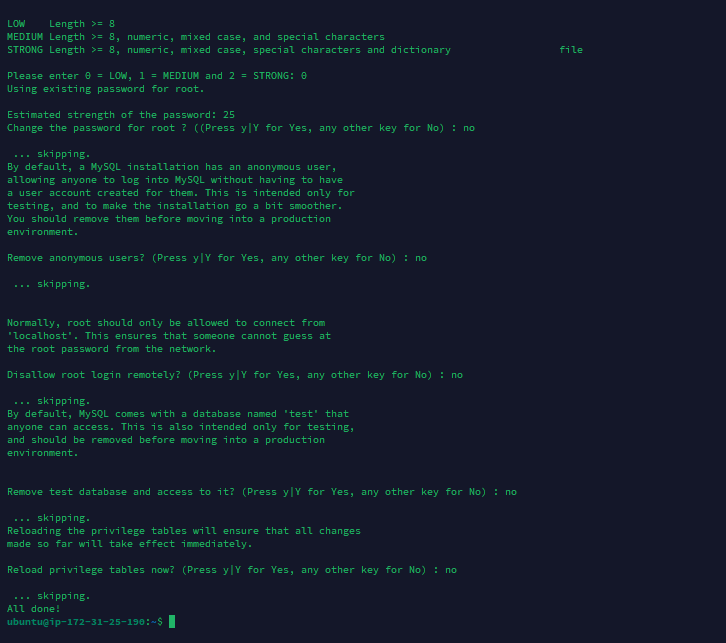 LOW    Length >= 8
MEDIUM Length >= 8, numeric, mixed case, and special characters
STRONG Length >= 8, numeric, mixed case, special characters and dictionary                  file
Please enter 0 = LOW, 1 = MEDIUM and 2 = STRONG: 0
Using existing password for root.
Estimated strength of the password: 25
Change the password for root ? ((Press y|Y for Yes, any other key for No) : no
 ... skipping.
By default, a MySQL installation has an anonymous user,
allowing anyone to log into MySQL without having to have
a user account created for them. This is intended only for
testing, and to make the installation go a bit smoother.
You should remove them before moving into a production
environment.
Remove anonymous users? (Press y|Y for Yes, any other key for No) : no
 ... skipping.
Normally, root should only be allowed to connect from
'localhost'. This ensures that someone cannot guess at
the root password from the network.
Disallow root login remotely? (Press y|Y for Yes, any other key for No) : no
 ... skipping.
By default, MySQL comes with a database named 'test' that
anyone can access. This is also intended only for testing,
and should be removed before moving into a production
environment.
Remove test database and access to it? (Press y|Y for Yes, any other key for No) : no
 ... skipping.
Reloading the privilege tables will ensure that all changes
made so far will take effect immediately.
Reload privilege tables now? (Press y|Y for Yes, any other key for No) : no
 ... skipping.
All done!
ubuntu@ip-172-31-25-190:~$